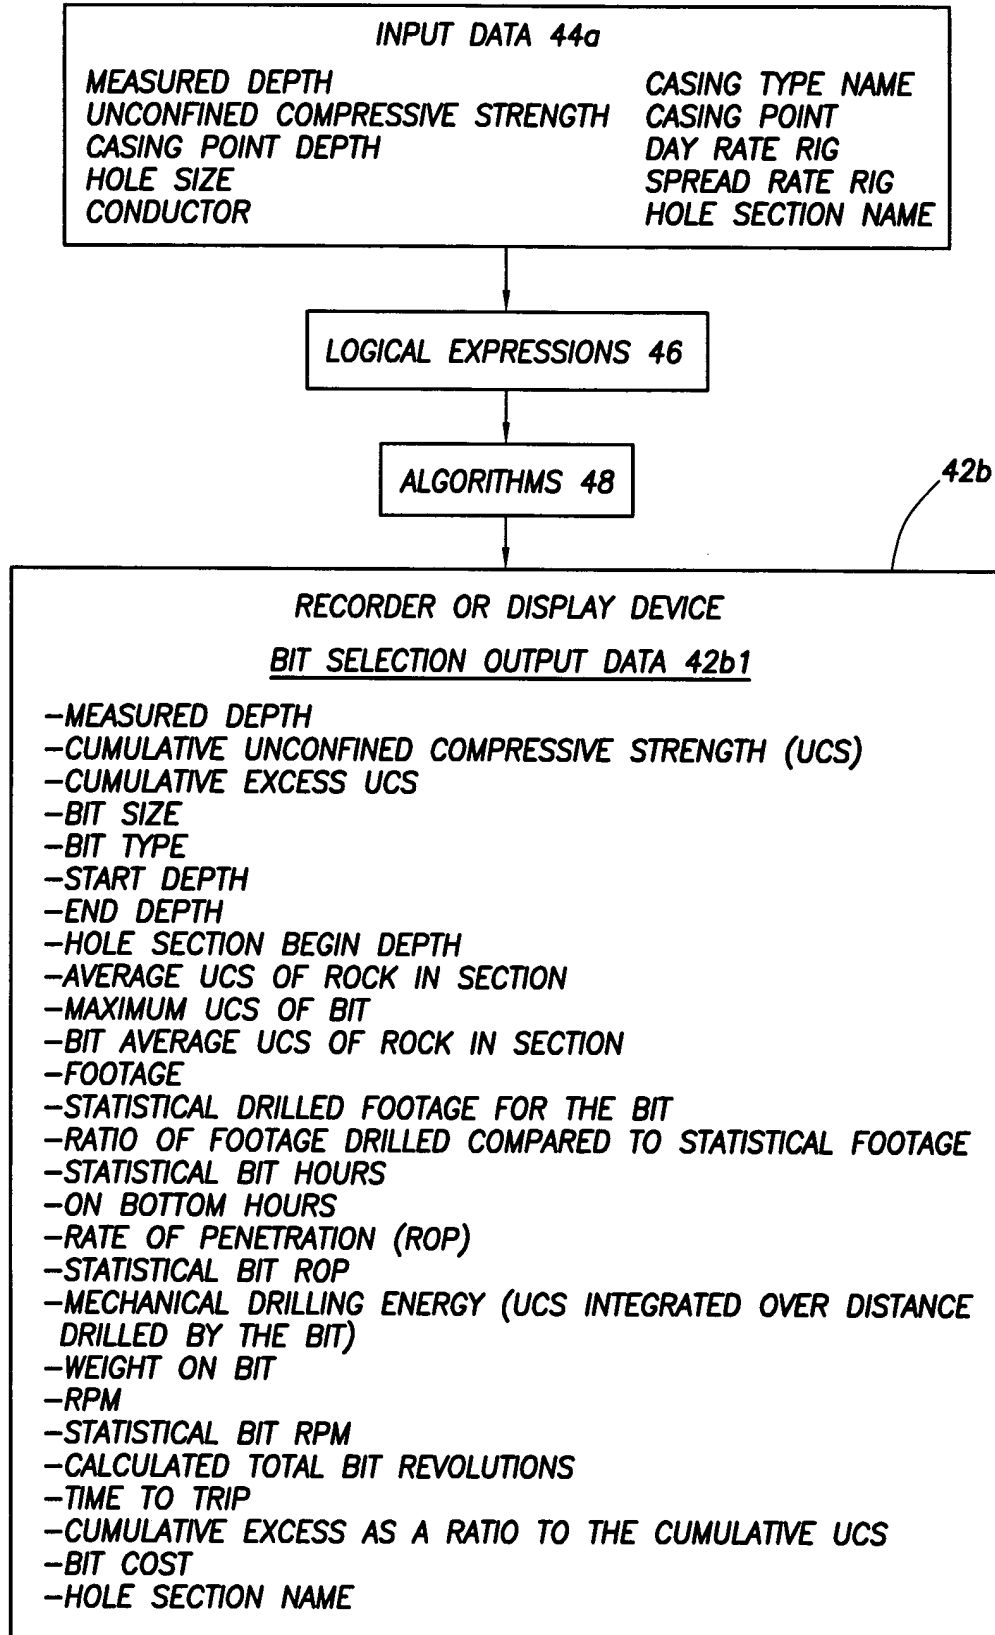 INPUT DATA 44a
MEASURED DEPTH
UNCONFINED COMPRESSIVE STRENGTH
CASING POINT DEPTH
HOLE SIZE
CONDUCTOR
CASING TYPE NAME
CASING POINT
DAY RATE RIG
SPREAD RATE RIG
HOLE SECTION NAME
LOGICAL EXPRESSIONS 46
ALGORITHMS 48
42b
RECORDER OR DISPLAY DEVICE
BIT SELECTION OUTPUT DATA 42b1
-MEASURED DEPTH
-CUMULATIVE UNCONFINED COMPRESSIVE STRENGTH (UCS)
-CUMULATIVE EXCESS UCS
-BIT SIZE
-BIT TYPE
-START DEPTH
-END DEPTH
-HOLE SECTION BEGIN DEPTH
-AVERAGE UCS OF ROCK IN SECTION
-MAXIMUM UCS OF BIT
-BIT AVERAGE UCS OF ROCK IN SECTION
-FOOTAGE
-STATISTICAL DRILLED FOOTAGE FOR THE BIT
-RATIO OF FOOTAGE DRILLED COMPARED TO STATISTICAL FOOTAGE
-STATISTICAL BIT HOURS
-ON BOTTOM HOURS
-RATE OF PENETRATION (ROP)
-STATISTICAL BIT ROP
-MECHANICAL DRILLING ENERGY (UCS INTEGRATED OVER DISTANCE
DRILLED BY THE BIT)
-WEIGHT ON BIT
-RPM
-STATISTICAL BIT RPM
-CALCULATED TOTAL BIT REVOLUTIONS
-TIME TO TRIP
-CUMULATIVE EXCESS AS A RATIO TO THE CUMULATIVE UCS
-BIT COST
-HOLE SECTION NAME